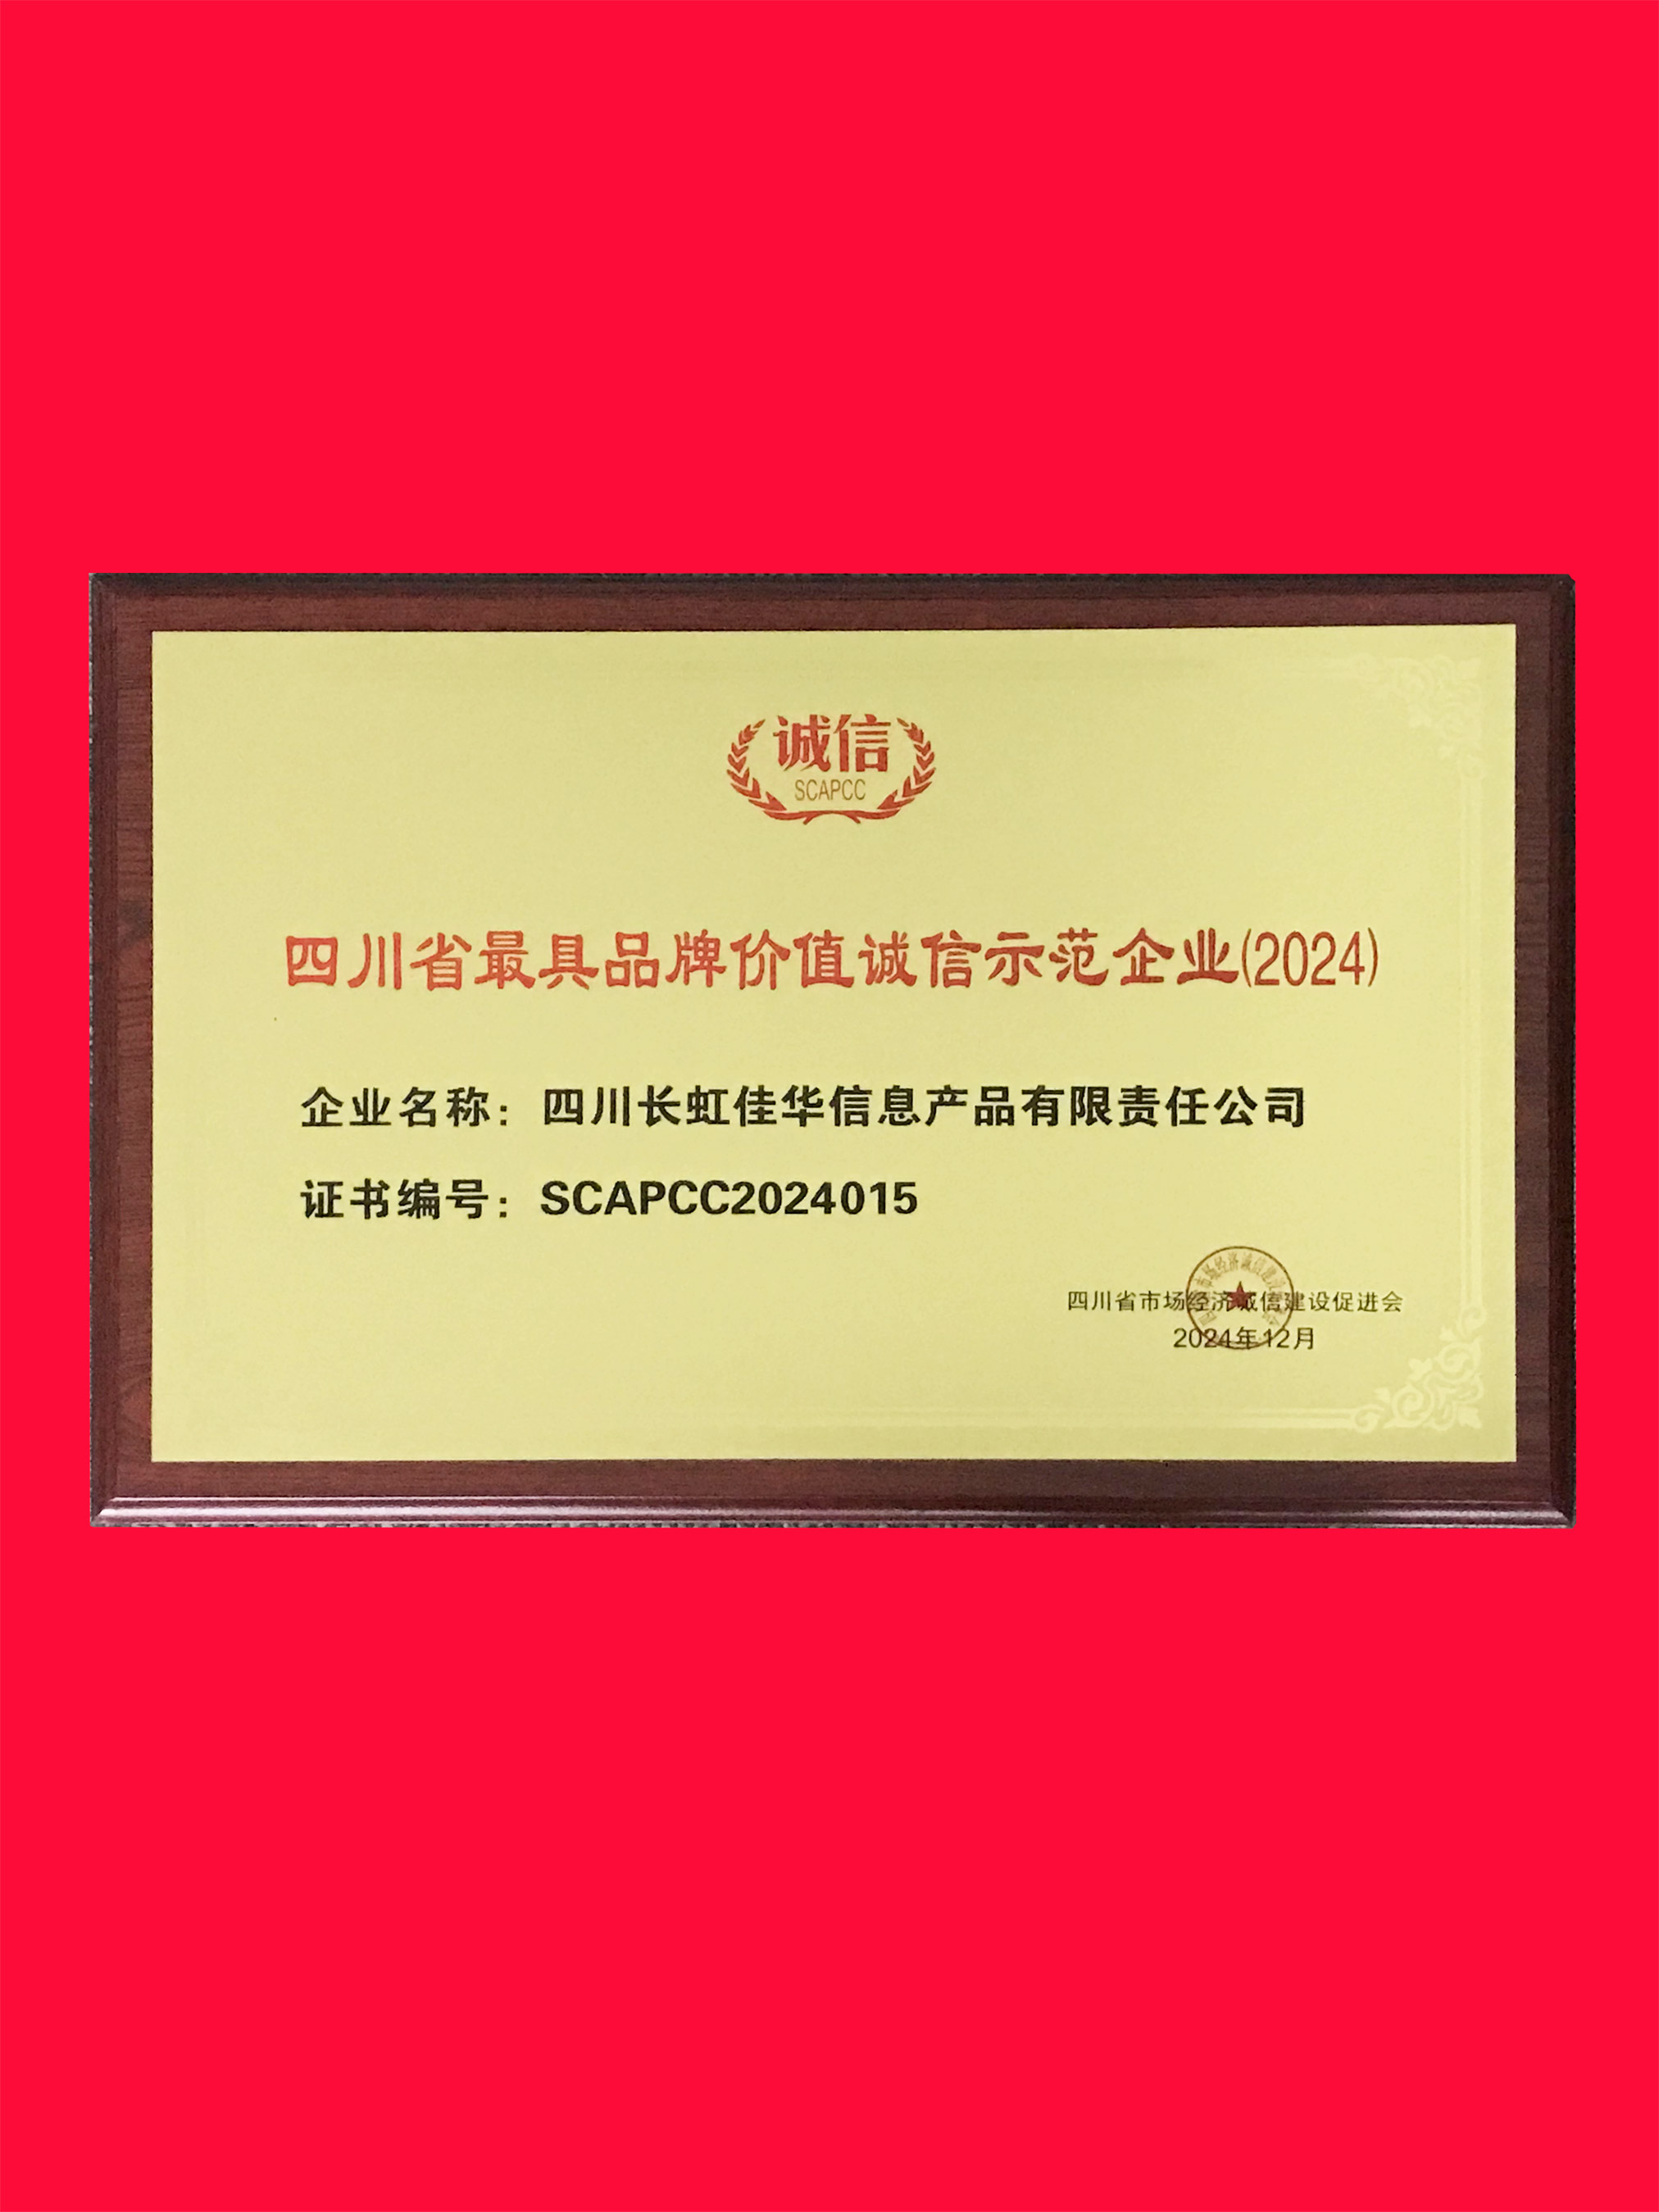 诚信
SCAPCC
四川省最具品牌价值诚信示范企业(2024)
企业名称：四川长虹佳华信息产品有限责任公司
证书编号：SCAPCC2024015
四川省市场经济诚信建设促进会
2024年12月